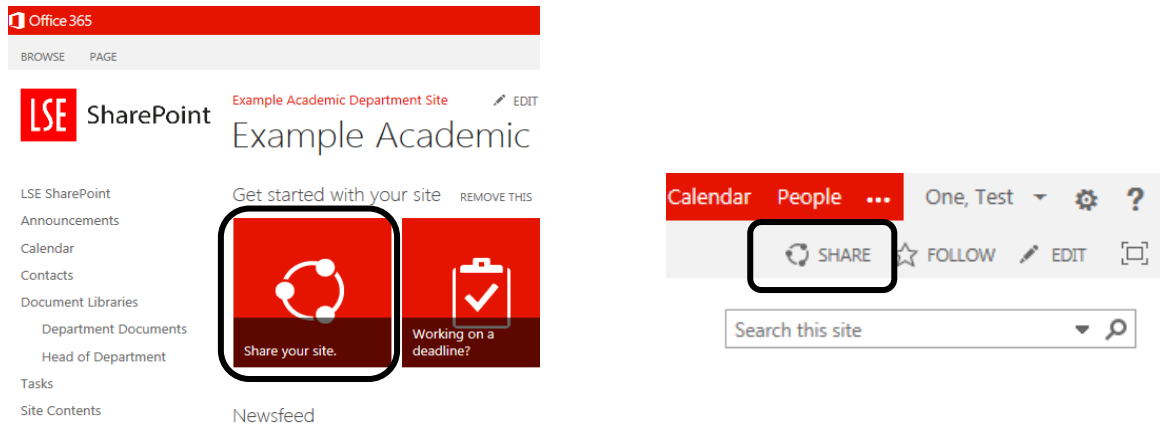 Office 365
BROWSE PAGE
LSE SharePoint
Example Academic Department Site EDIT
Example Academic
LSE SharePoint
Announcements
Calendar
Contacts
Document Libraries
Department Documents
Head of Department
Tasks
Site Contents
Get started with your site REMOVE THIS
Share your site.
Working on a
deadline?
Newsfeed
Calendar People ... One, Test ?
SHARE FOLLOW EDIT
Search this site